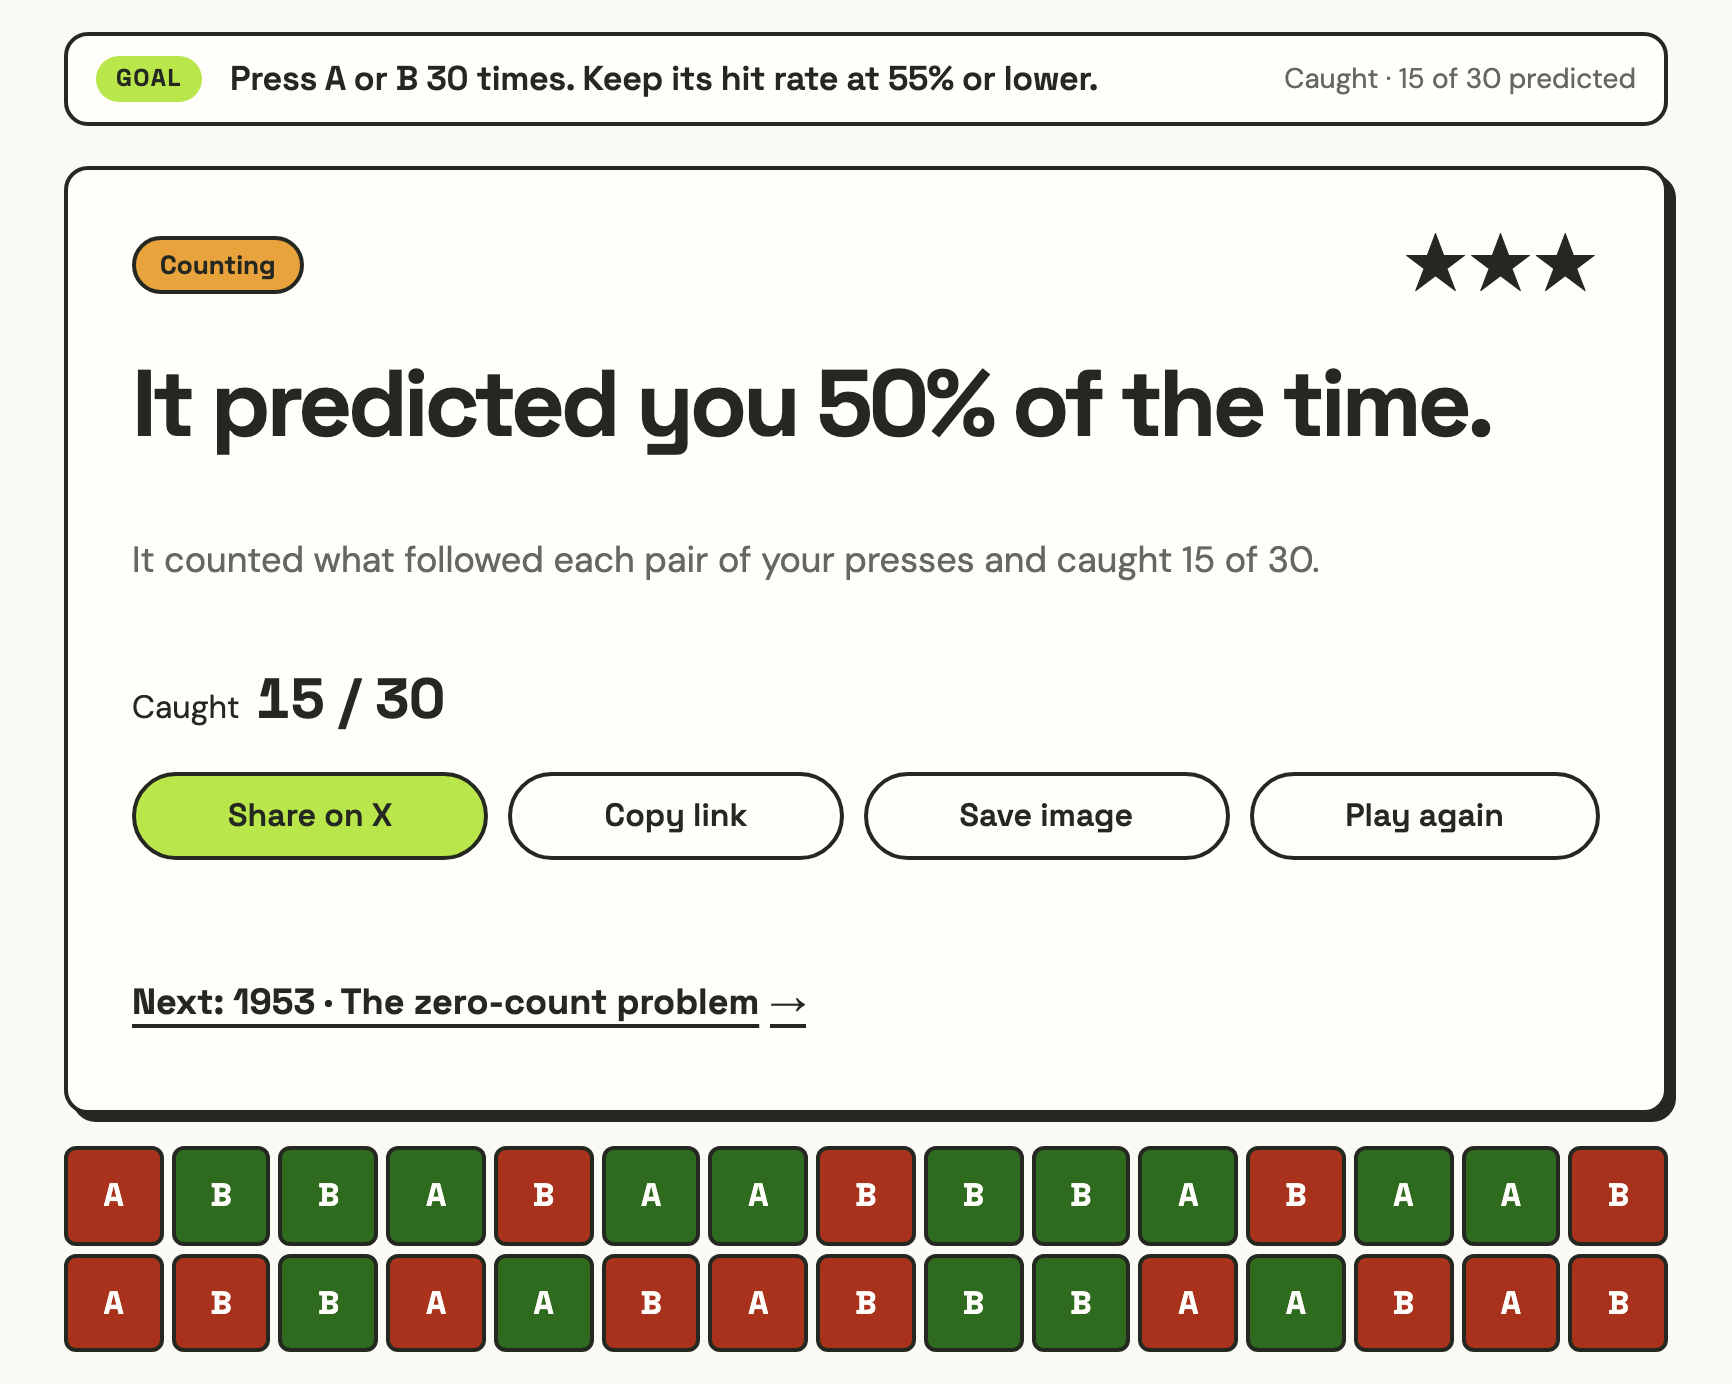 GOAL Press A or B 30 times. Keep its hit rate at 55% or lower. Caught · 15 of 30 predicted
Counting
It predicted you 50% of the time.
It counted what followed each pair of your presses and caught 15 of 30.
Caught 15 / 30
Share on X Copy link Save image Play again
Next: 1953 · The zero-count problem →
A B B A B A A B B B A B A A B
A B B A A B A B B B A A B A B